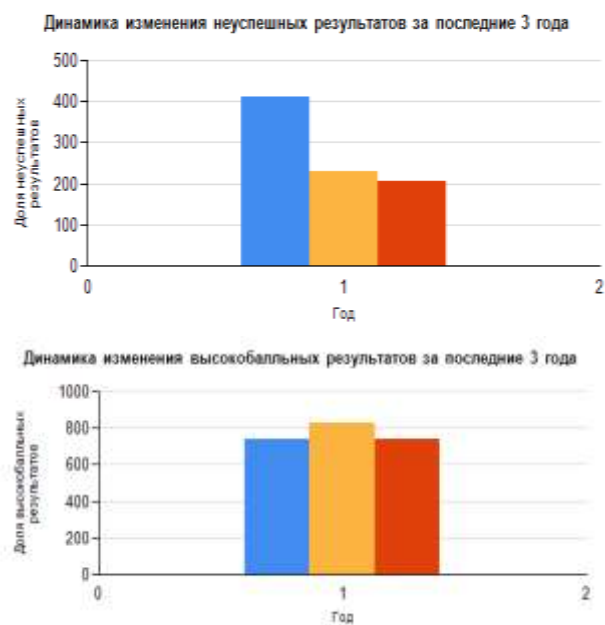 Динамика изменения неуспешных результатов за последние 3 года
500
400
300
200
100
0
Доля неуспешных
результатов
0 1 2
Год
Динамика изменения высокобалльных результатов за последние 3 года
1000
800
600
400
200
0
Доля высокобалльных
результатов
0 1 2
Год